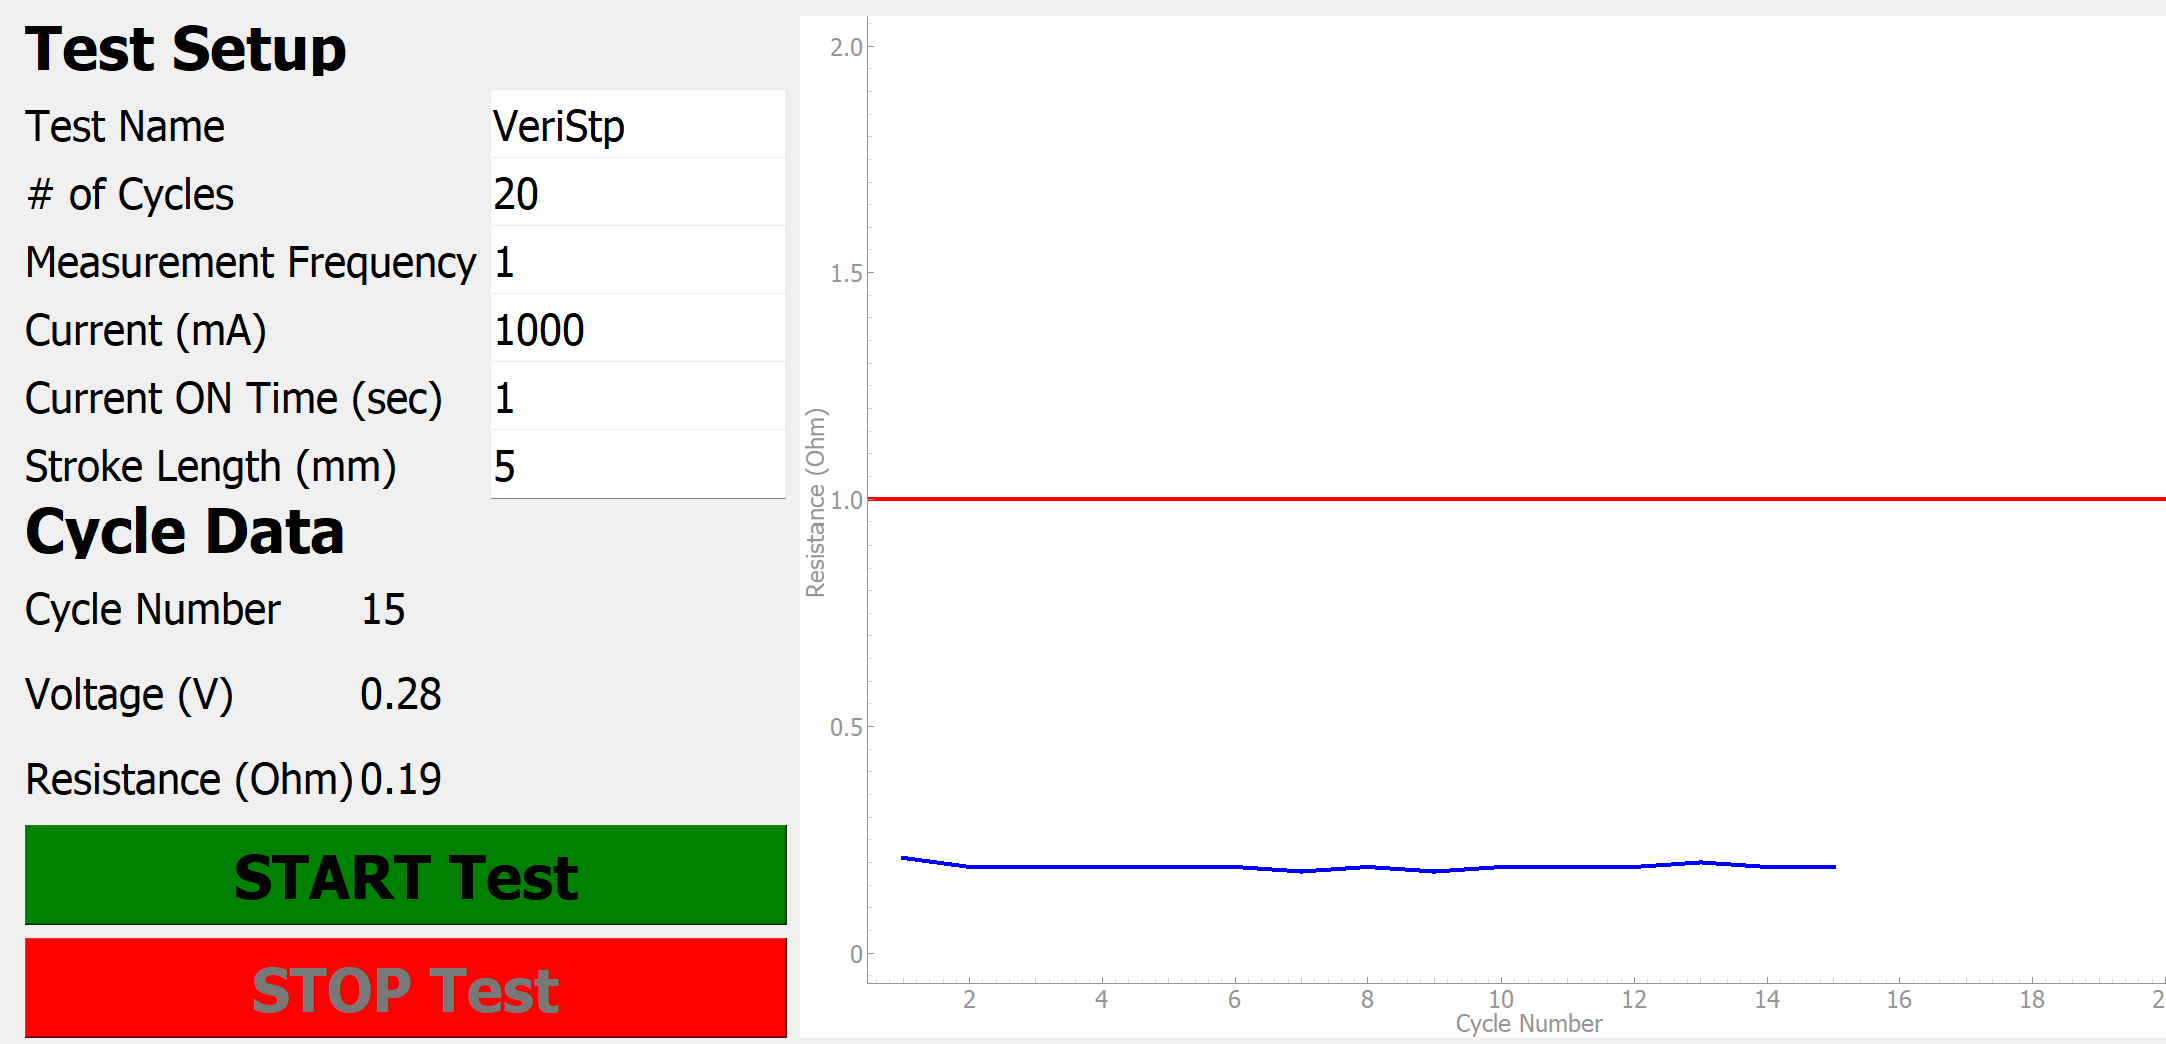 Test Setup
Test Name VeriStp
# of Cycles 20
Measurement Frequency 1
Current (mA) 1000
Current ON Time (sec) 1
Stroke Length (mm) 5
Cycle Data
Cycle Number 15
Voltage (V) 0.28
Resistance (Ohm) 0.19
START Test
STOP Test
Resistance (Ohm)
2.0
1.5
1.0
0.5
0
2 4 6 8 10 12 14 16 18 2
Cycle Number